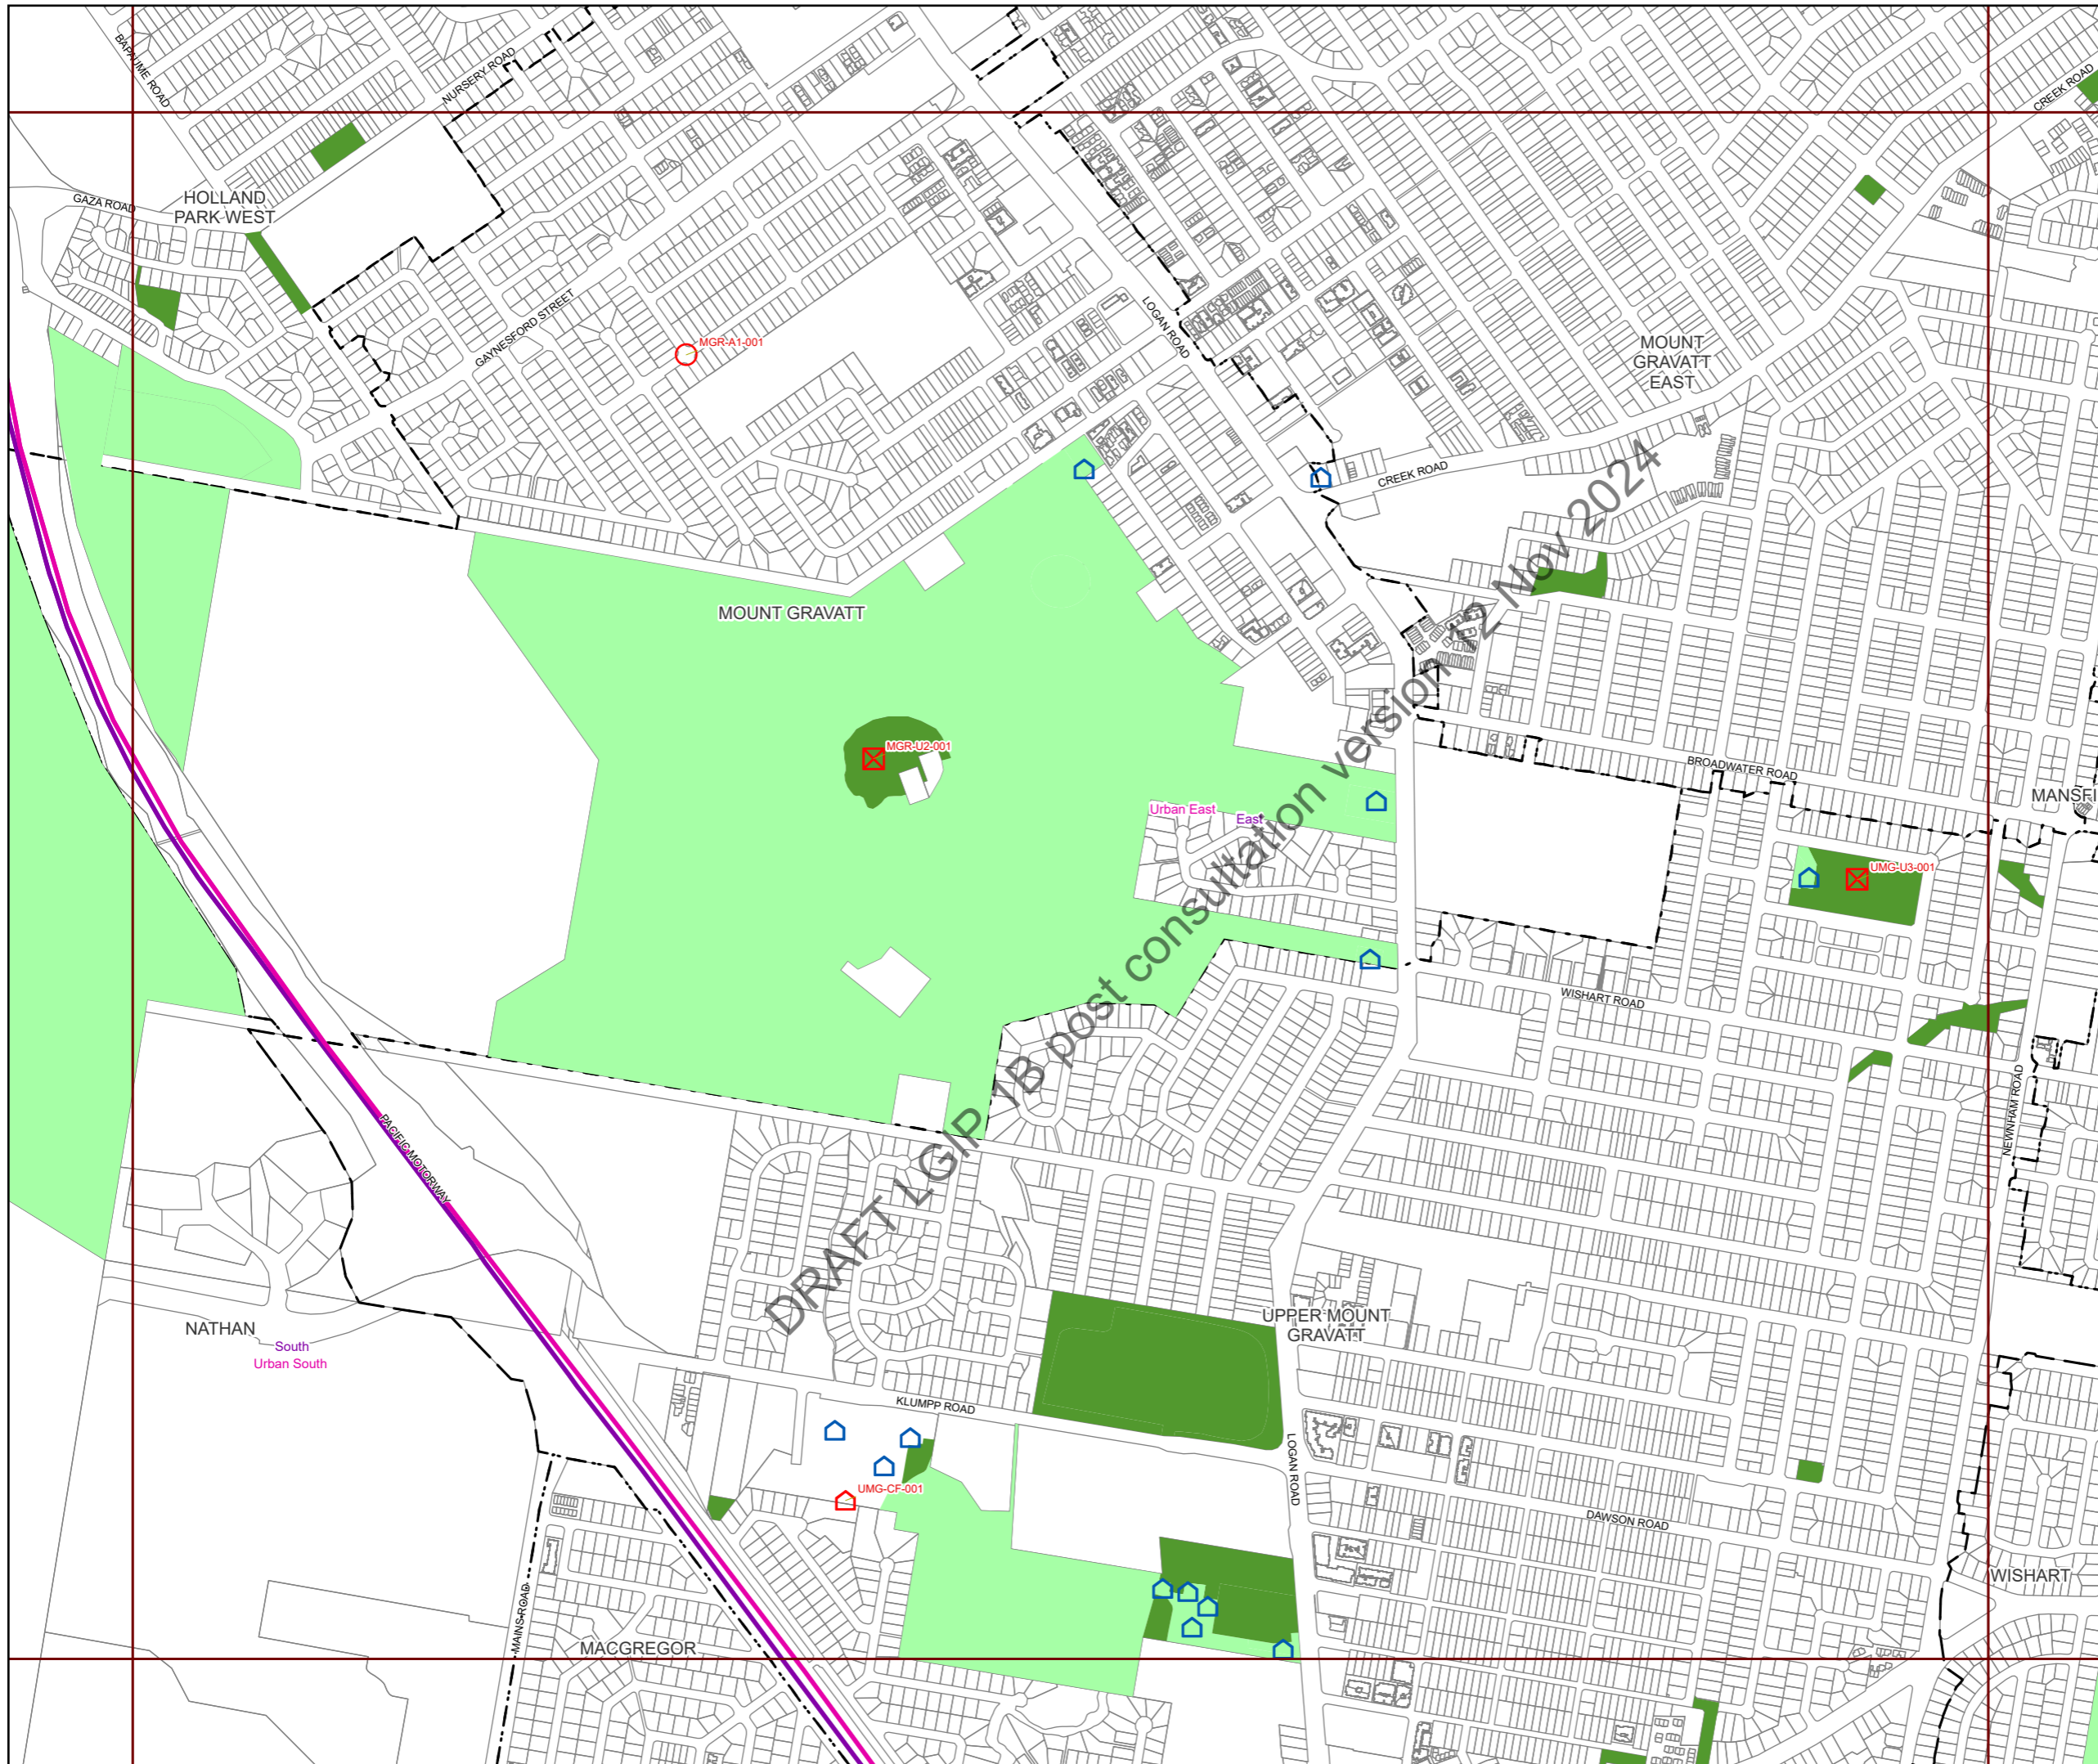 BAPAUME ROAD
NURSERY ROAD
CREEK ROAD
GAZA ROAD
HOLLAND
PARK WEST
GAYNESFORD STREET
MGR-A1-001
LOGAN ROAD
MOUNT
GRAVATT
EAST
CREEK ROAD
MOUNT GRAVATT
MGR-U2-001
BROADWATER ROAD
MANSFI
Urban East
East
UMG-U3-001
WISHART ROAD
DRAFT LGIP 1B post consultation version 12 Nov 2024
PACIFIC MOTORWAY
NEWNHAM ROAD
NATHAN
South
Urban South
UPPER MOUNT
GRAVATT
KLUMPP ROAD
LOGAN ROAD
UMG-CF-001
DAWSON ROAD
WISHART
MAINS ROAD
MACGREGOR